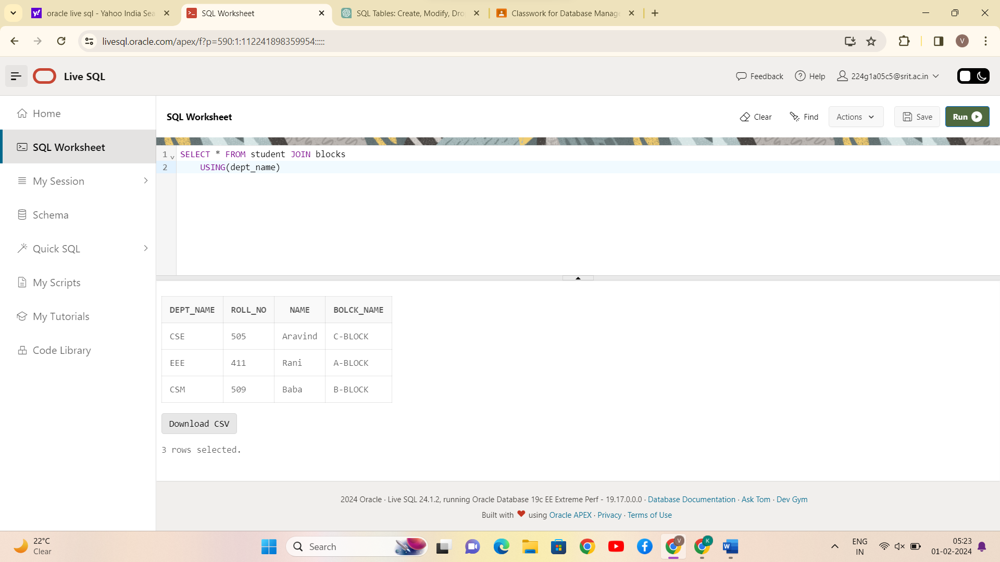 oracle live sql - Yahoo India Sea
SQL Worksheet
SQL Tables: Create, Modify, Dro
Classwork for Database Manage
livesql.oracle.com/apex/f?p=590:1:112241898359954:::::
V
Live SQL
Feedback
Help
224g1a05c5@srit.ac.in
Home
SQL Worksheet
My Session
Schema
Quick SQL
My Scripts
My Tutorials
Code Library
SQL Worksheet
Clear
Find
Actions
Save
Run
1 SELECT * FROM student JOIN blocks
2 USING(dept_name)
DEPT_NAME ROLL_NO NAME BOLCK_NAME
CSE 505 Aravind C-BLOCK
EEE 411 Rani A-BLOCK
CSM 509 Baba B-BLOCK
Download CSV
3 rows selected.
2024 Oracle · Live SQL 24.1.2, running Oracle Database 19c EE Extreme Perf - 19.17.0.0.0 · Database Documentation · Ask Tom · Dev Gym
Built with ❤ using Oracle APEX · Privacy · Terms of Use
22°C
Clear
Search
V
K
ENG
IN
05:23
01-02-2024